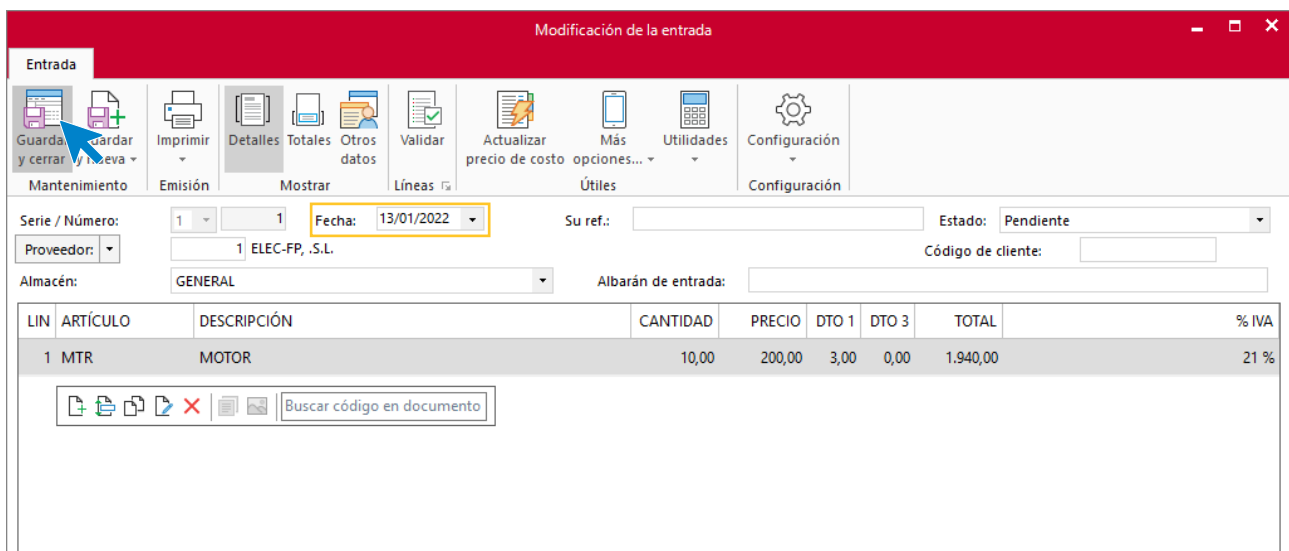 Modificación de la entrada
Entrada
Guardar y cerrar
Guardar y nueva
Imprimir
Detalles
Totales
Otros datos
Validar
Actualizar precio de costo
Más opciones...
Utilidades
Configuración
Mantenimiento
Emisión
Mostrar
Líneas
Útiles
Configuración
Serie / Número: 1 1 Fecha: 13/01/2022 Su ref.: Estado: Pendiente
Proveedor: 1 ELEC-FP, .S.L. Código de cliente:
Almacén: GENERAL Albarán de entrada:
LIN ARTÍCULO DESCRIPCIÓN CANTIDAD PRECIO DTO 1 DTO 3 TOTAL % IVA
1 MTR MOTOR 10,00 200,00 3,00 0,00 1.940,00 21 %
Buscar código en documento